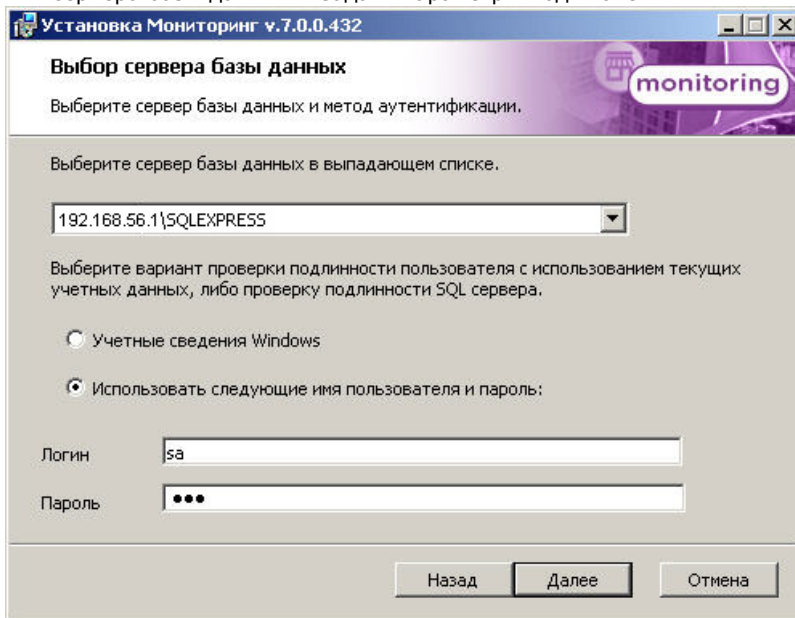 Установка Мониторинг v.7.0.0.432
Выбор сервера базы данных
Выберите сервер базы данных и метод аутентификации.
monitoring
Выберите сервер базы данных в выпадающем списке.
192.168.56.1\SQLEXPRESS
Выберите вариант проверки подлинности пользователя с использованием текущих
учетных данных, либо проверку подлинности SQL сервера.
Учетные сведения Windows
Использовать следующие имя пользователя и пароль:
Логин
sa
Пароль
●●●
Назад
Далее
Отмена